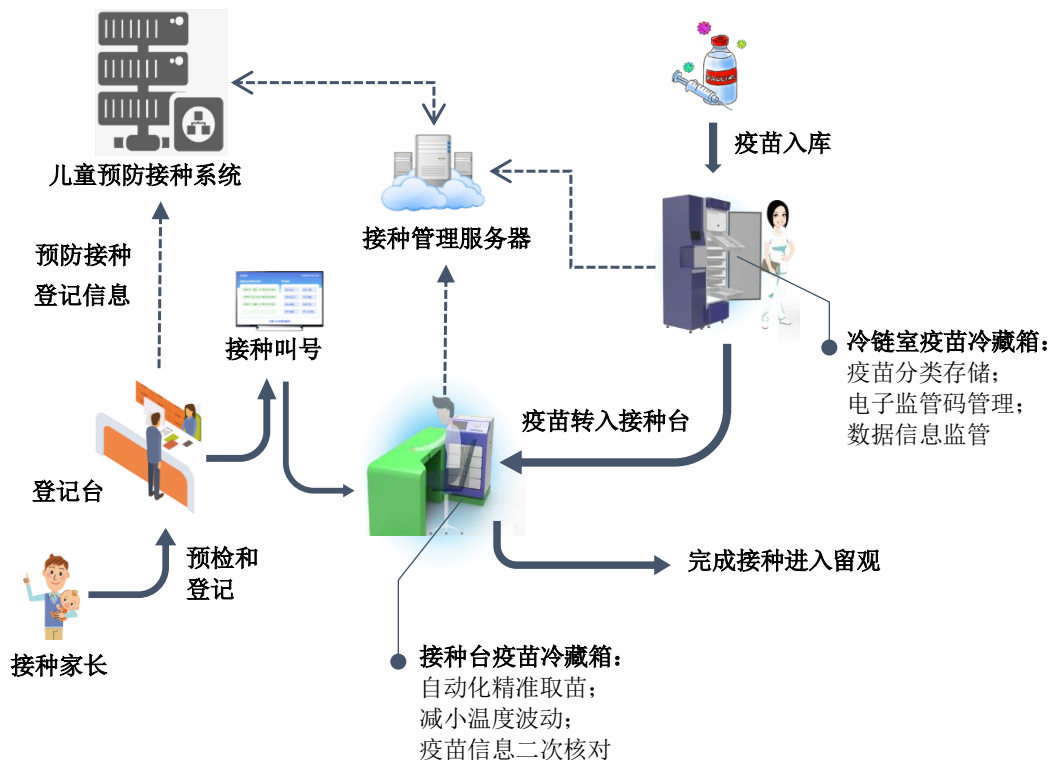 疫苗入库
儿童预防接种系统
接种管理服务器
预防接种
登记信息
接种叫号
冷链室疫苗冷藏箱：
疫苗分类存储；
电子监管码管理；
数据信息监管
疫苗转入接种台
登记台
预检和
登记
完成接种进入留观
接种家长
接种台疫苗冷藏箱：
自动化精准取苗；
减小温度波动；
疫苗信息二次核对